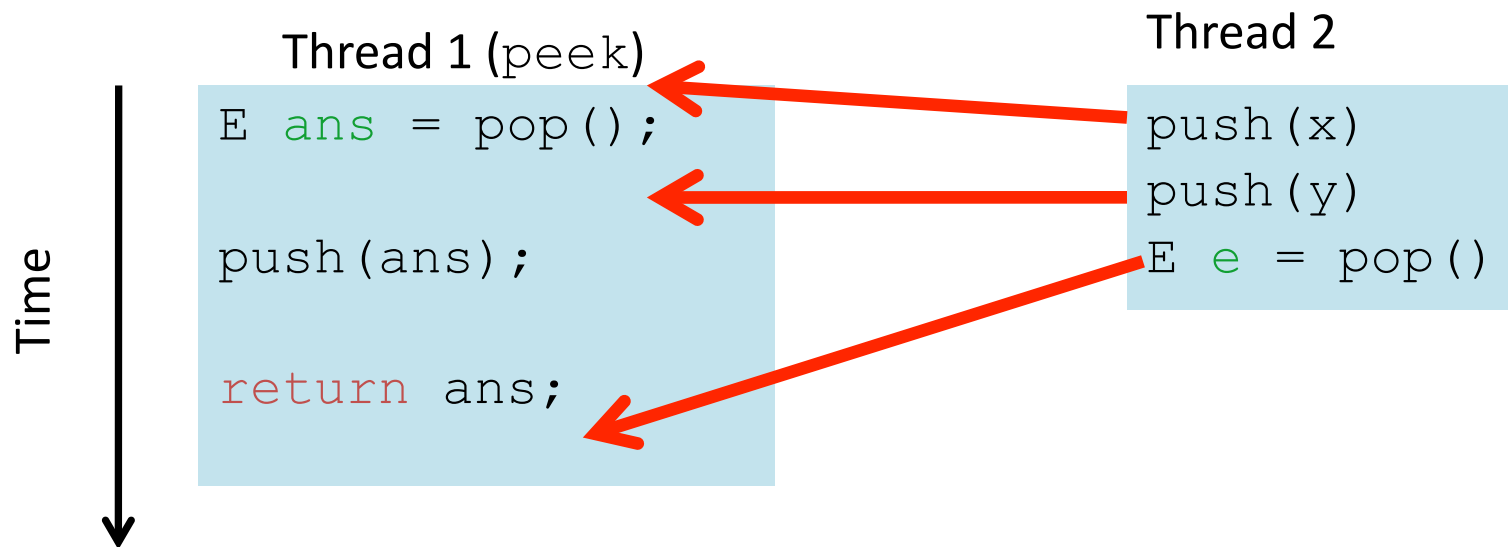 Thread 1 (peek)
E ans = pop();
push(ans);
return ans;
Thread 2
push(x)
push(y)
E e = pop()
Time